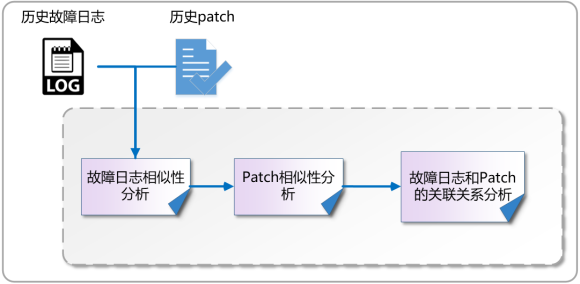 历史故障日志
历史patch
LOG
故障日志相似性
分析
Patch相似性分
析
故障日志和Patch
的关联关系分析